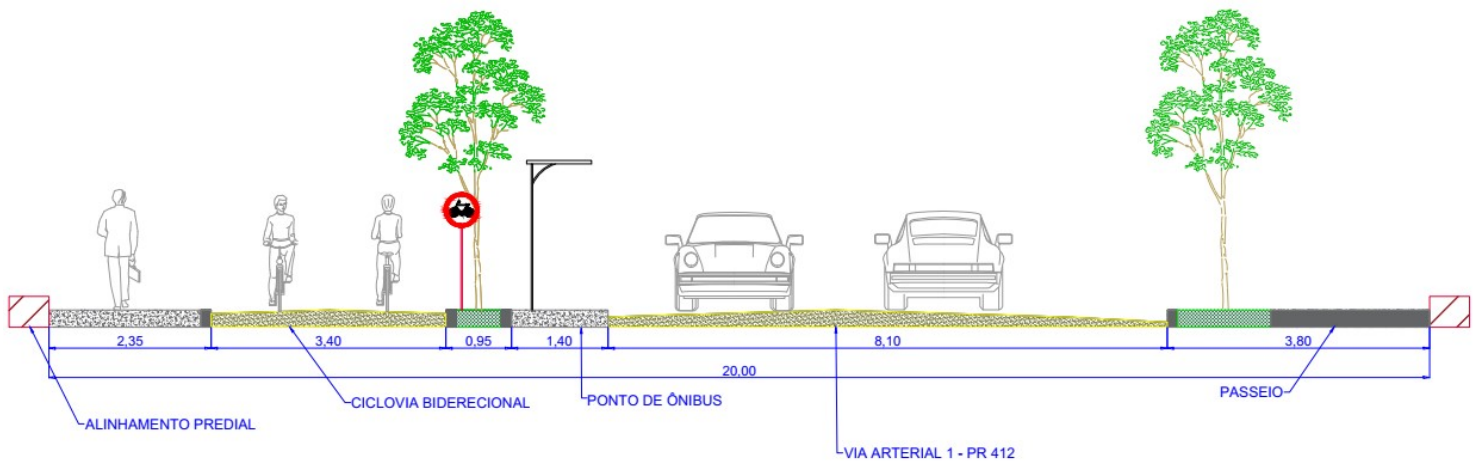 2,35
3,40
0,95
1,40
8,10
3,80
20,00
PASSEIO
CICLOVIA BIDERECIONAL
PONTO DE ÔNIBUS
ALINHAMENTO PREDIAL
VIA ARTERIAL 1 - PR 412